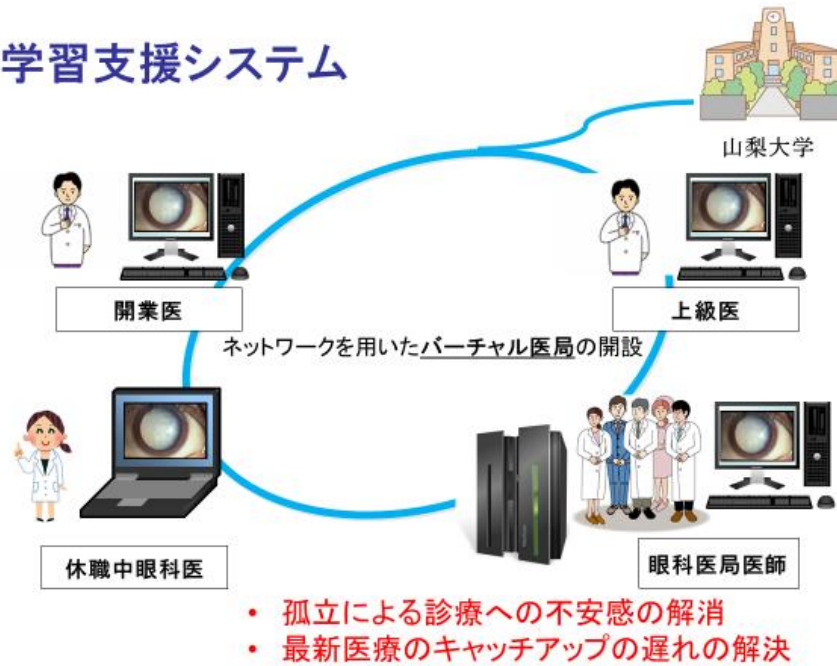 学習支援システム
山梨大学
開業医
上級医
ネットワークを用いたバーチャル医局の開設
休職中眼科医
眼科医局医師
• 孤立による診療への不安感の解消
• 最新医療のキャッチアップの遅れの解決